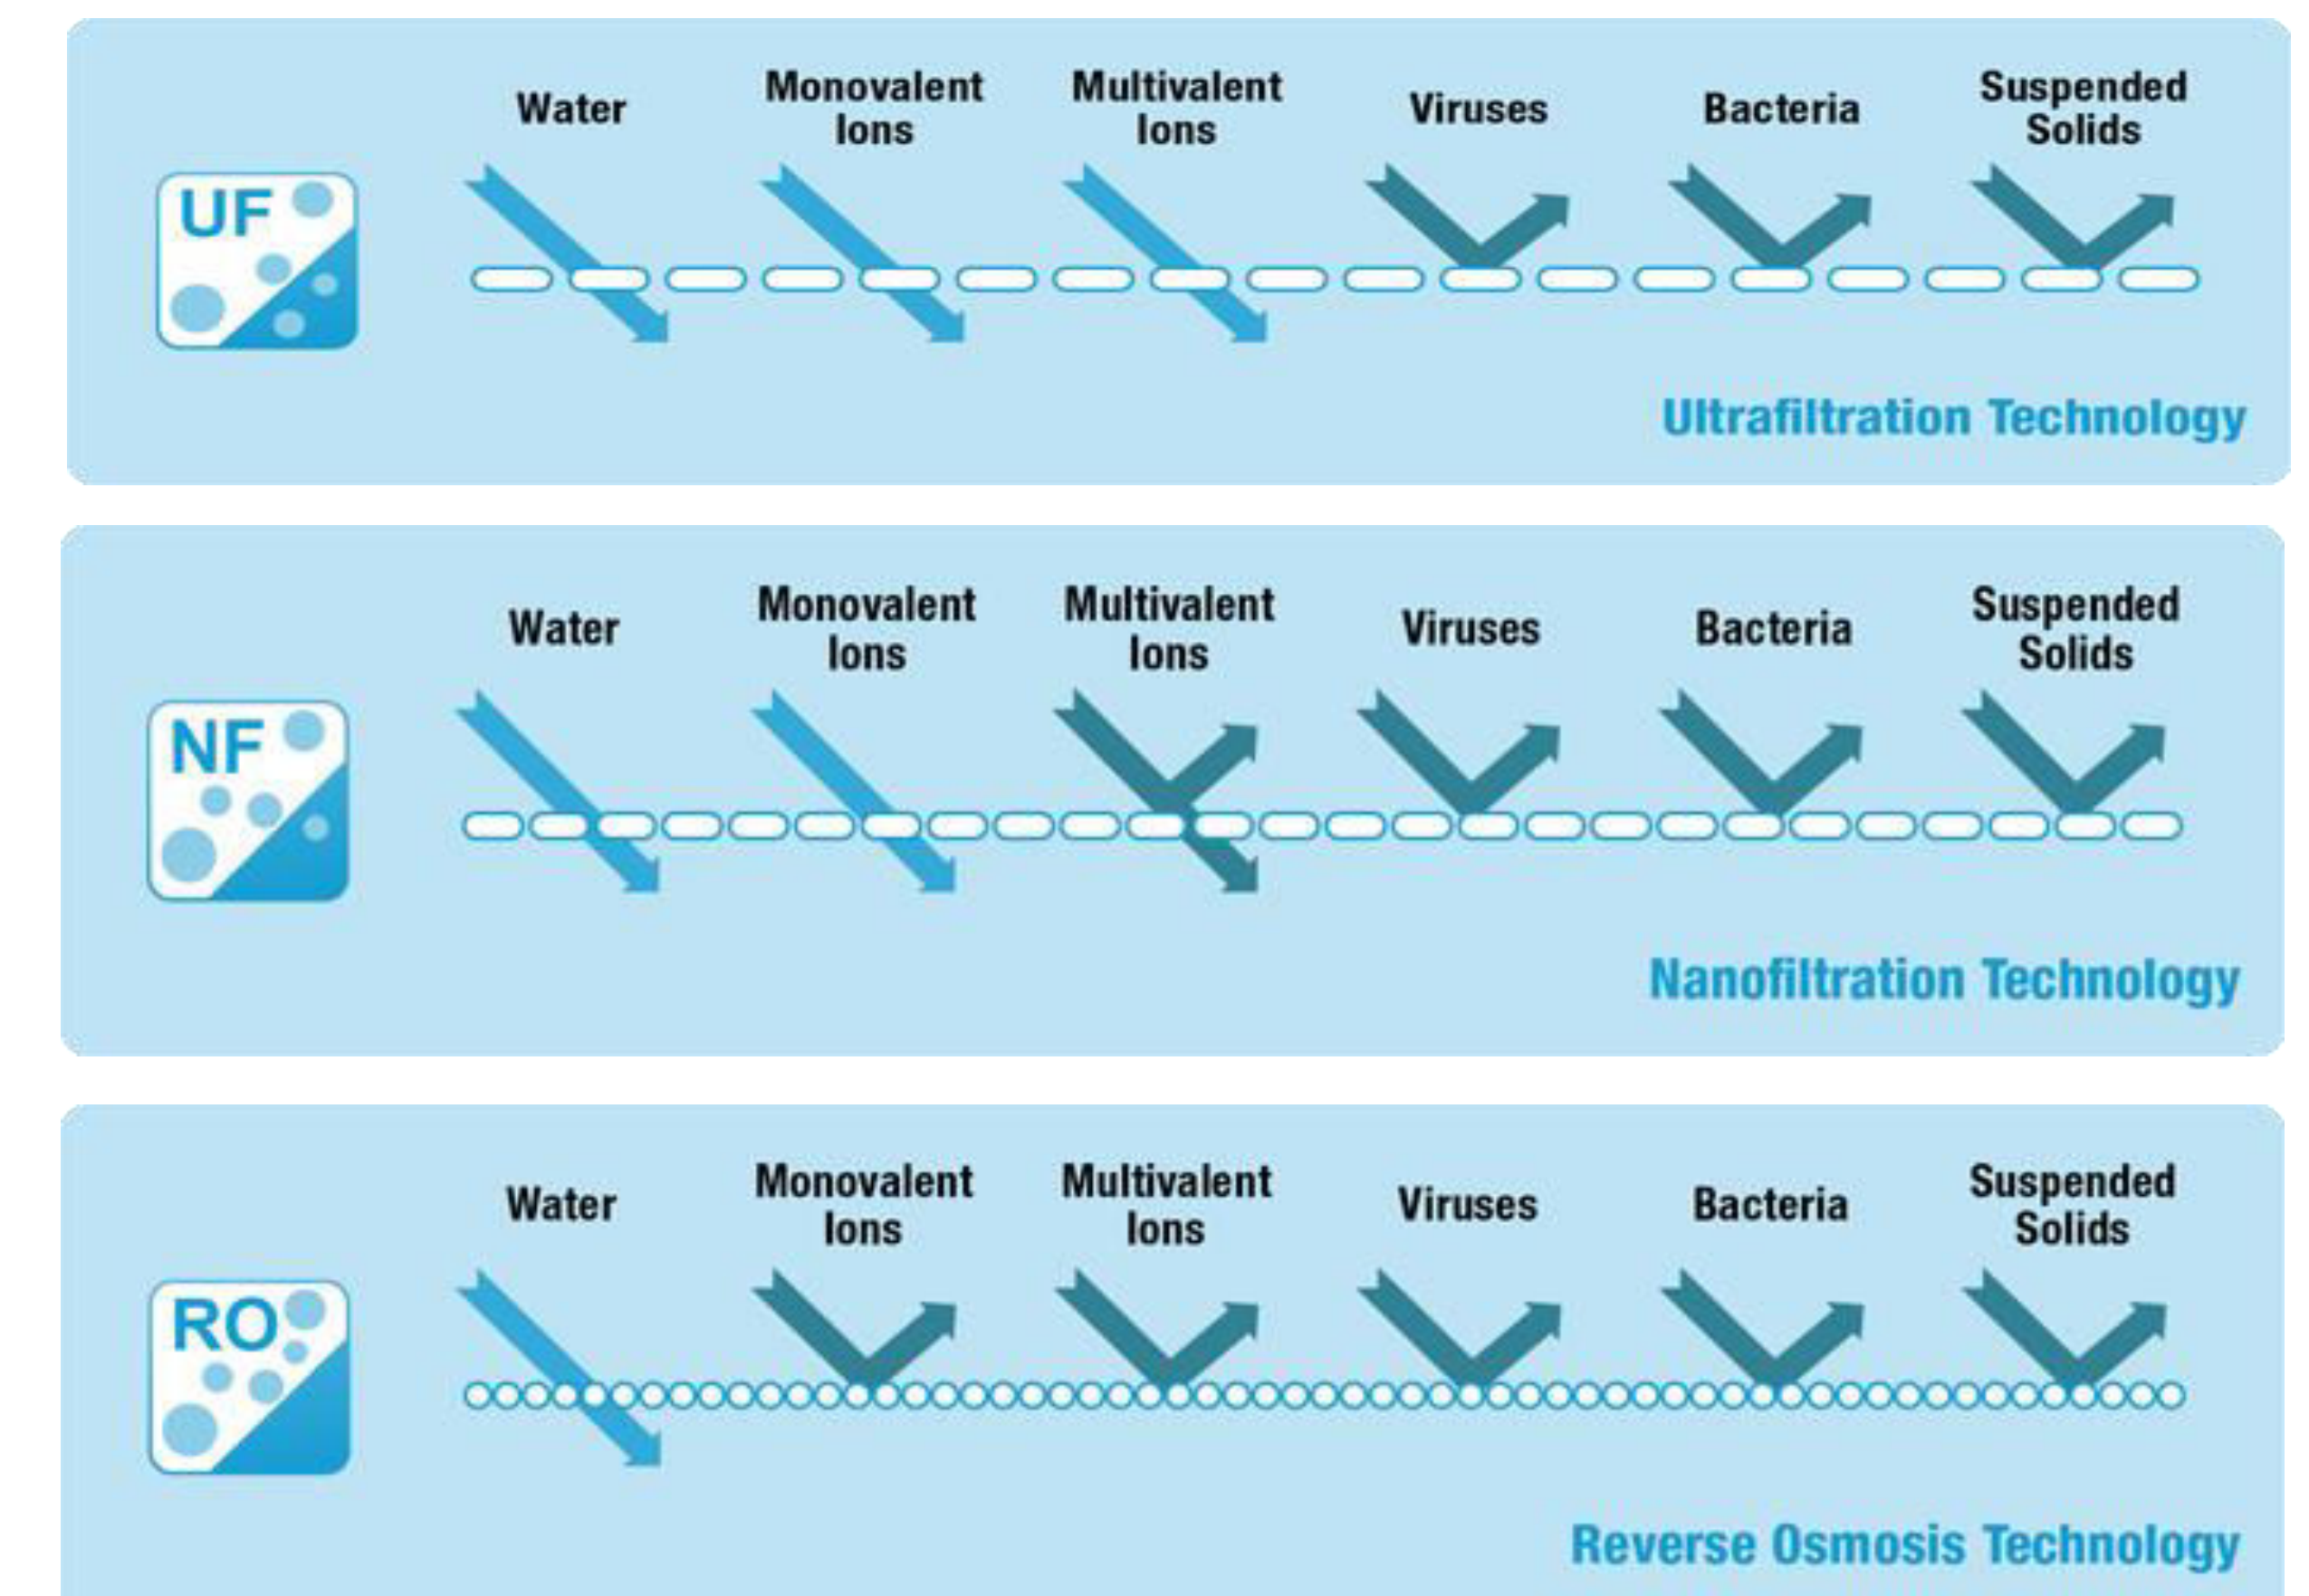 Water
Monovalent
Ions
Multivalent
Ions
Viruses
Bacteria
Suspended
Solids
UF
Ultrafiltration Technology
Water
Monovalent
Ions
Multivalent
Ions
Viruses
Bacteria
Suspended
Solids
NF
Nanofiltration Technology
Water
Monovalent
Ions
Multivalent
Ions
Viruses
Bacteria
Suspended
Solids
RO
Reverse Osmosis Technology